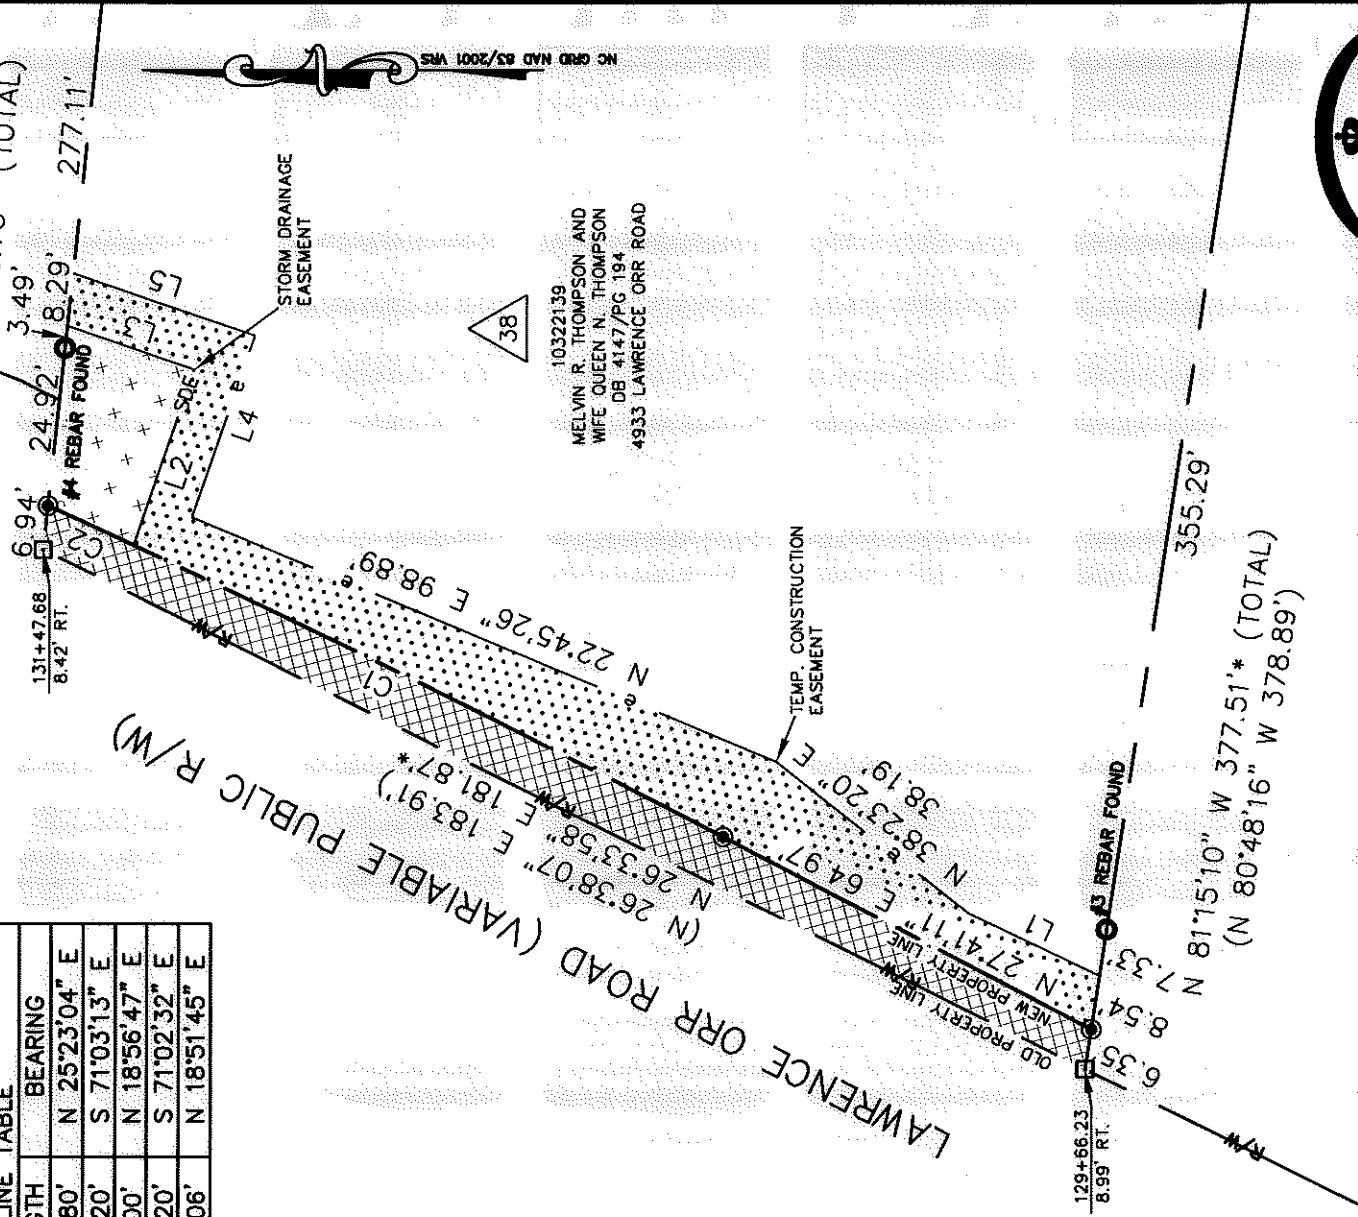 (TOTAL)
277.11'
3.49'
24.92'
8.29'
6.94'
#4 REBAR FOUND
131+47.68
8.42' RT.
C2
L3
L5
SDE
L2
L4
e
STORM DRAINAGE
EASEMENT
NC GRID NAD 83/2001 VRS
38
10322139
MELVIN R. THOMPSON AND
WIFE QUEEN N. THOMPSON
DB 4147/PG 194
4933 LAWRENCE ORR ROAD
R/W
C1
e
N 22°45'26" E 98.89'
e
TEMP. CONSTRUCTION
EASEMENT
LAWRENCE ORR ROAD (VARIABLE PUBLIC R/W)
(N 26°38'07" E 183.91')
N 26°33'58" E 181.87'*
R/W
N 38°23'20" E
38.19'
e
N 27°41'11" E 64.97'
NEW PROPERTY LINE
R/W
OLD PROPERTY LINE
L1
#3 REBAR FOUND
355.29'
N 81°15'10" W 377.51'* (TOTAL)
(N 80°48'16" W 378.89')
7.33'
8.54'
6.35'
129+66.23
8.99' RT.
R/W
LINE TABLE
BEARING
80' N 25°23'04" E
20' S 71°03'13" E
00' N 18°56'47" E
20' S 71°02'32" E
06' N 18°51'45" E